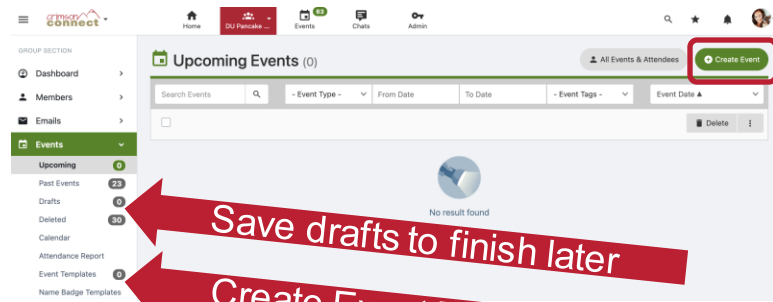 crimson
connect
Home
DU Pancake ...
63
Events
Chats
Admin
GROUP SECTION
Dashboard
Members
Emails
Events
Upcoming 0
Past Events 23
Drafts 0
Deleted 30
Calendar
Attendance Report
Event Templates 0
Name Badge Templates
Upcoming Events (0)
All Events & Attendees
Create Event
Search Events
- Event Type -
From Date
To Date
- Event Tags -
Event Date ▲
Delete
No result found
Save drafts to finish later
Create